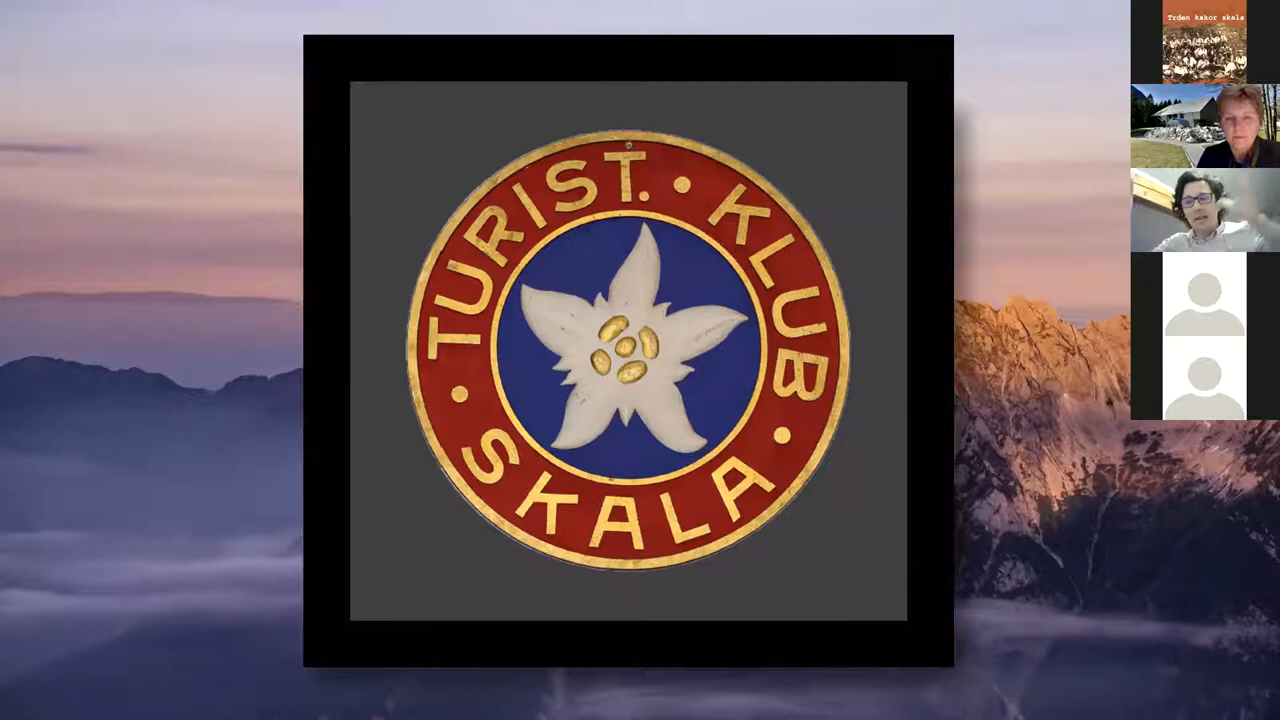 TURIST. • KLUB •
SKALA •
Trden kakor skala